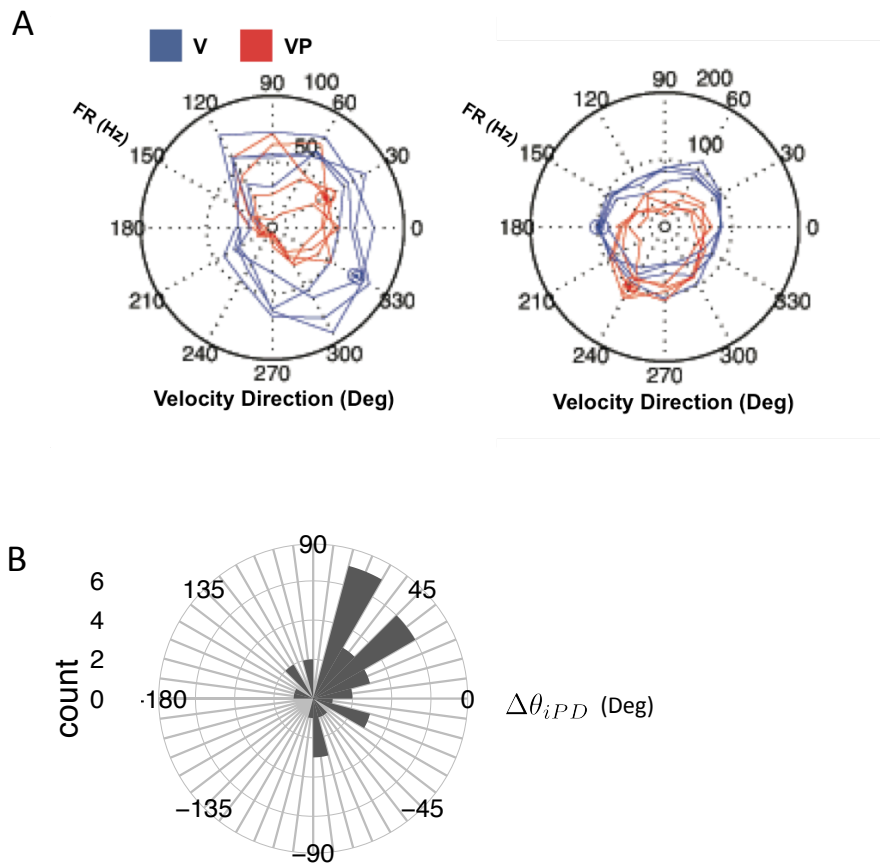 A
V VP
FR (Hz)
90 100
120 60
150 50 30
180 0
210 330
240 300
270
Velocity Direction (Deg)
FR (Hz)
90 200
120 60
150 100 30
180 0
210 330
240 300
270
Velocity Direction (Deg)
B
count
6
4
2
0
90
135 45
·180 0
−135 −45
−90
Δθ_iPD (Deg)